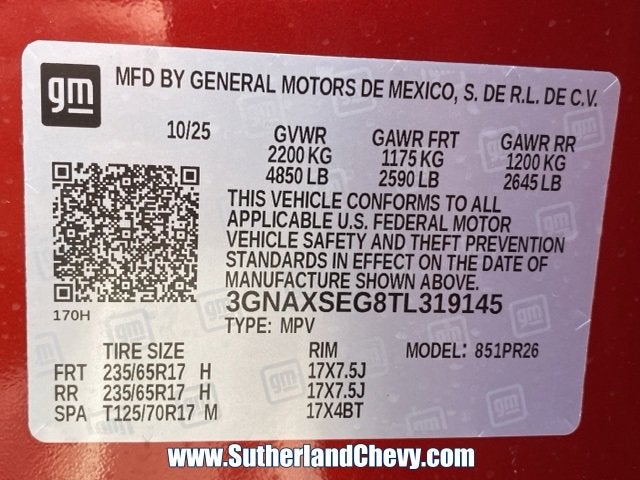 gm MFD BY GENERAL MOTORS DE MEXICO, S. DE R.L. DE C.V.
10/25 GVWR GAWR FRT GAWR RR
2200 KG 1175 KG 1200 KG
4850 LB 2590 LB 2645 LB
THIS VEHICLE CONFORMS TO ALL
APPLICABLE U.S. FEDERAL MOTOR
VEHICLE SAFETY AND THEFT PREVENTION
STANDARDS IN EFFECT ON THE DATE OF
MANUFACTURE SHOWN ABOVE.
170H
3GNAXSEG8TL319145
TYPE: MPV
TIRE SIZE RIM MODEL: 851PR26
FRT 235/65R17 H 17X7.5J
RR 235/65R17 H 17X7.5J
SPA T125/70R17 M 17X4BT
www.SutherlandChevy.com